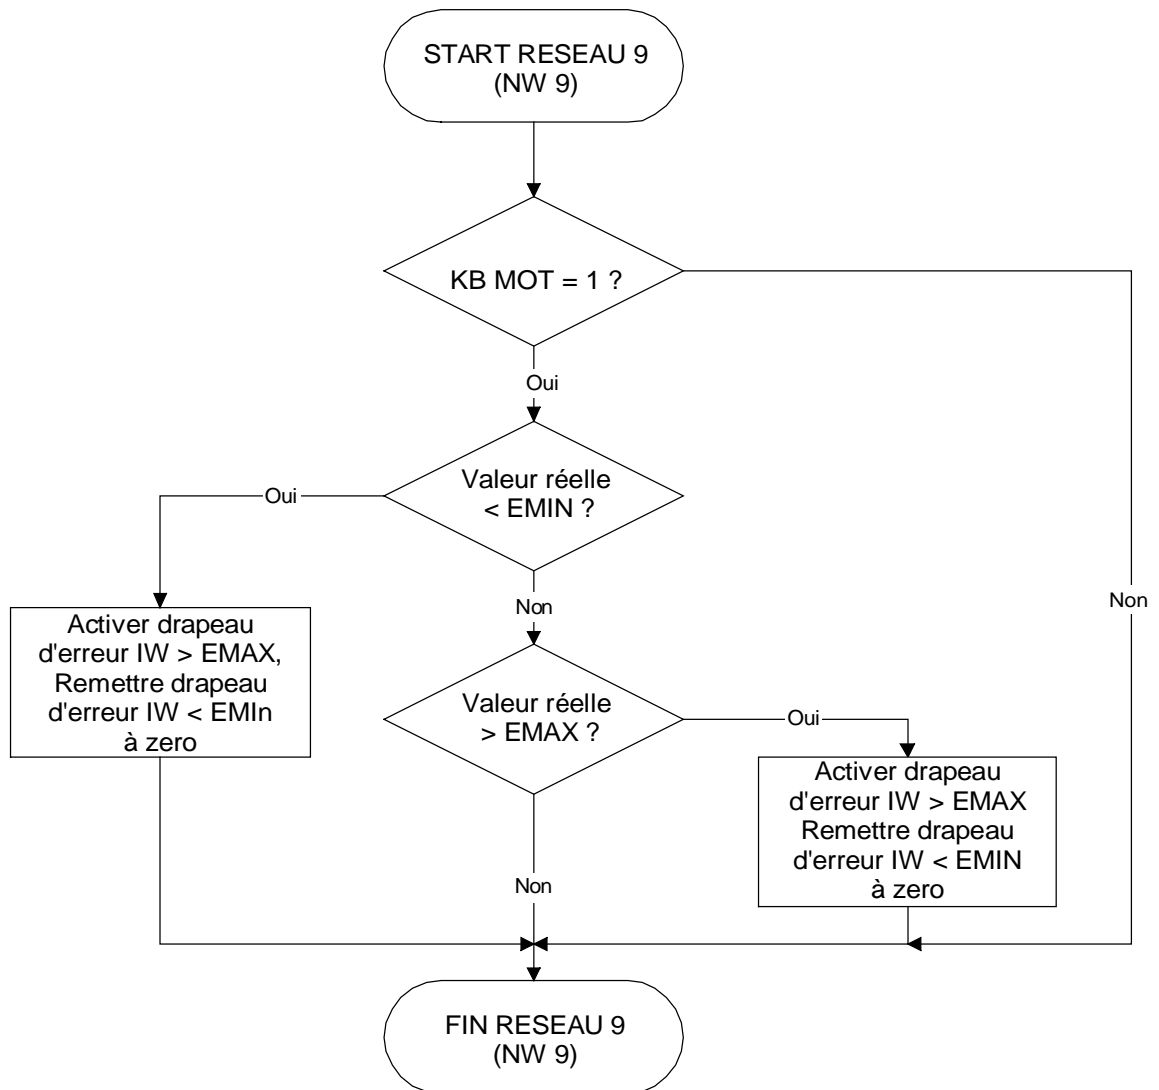 START RESEAU 9
(NW 9)
KB MOT = 1 ?
Oui
Valeur réelle
< EMIN ?
Oui
Non
Non
Activer drapeau
d'erreur IW > EMAX,
Remettre drapeau
d'erreur IW < EMIn
à zero
Valeur réelle
> EMAX ?
Oui
Activer drapeau
d'erreur IW > EMAX
Remettre drapeau
d'erreur IW < EMIN
à zero
Non
FIN RESEAU 9
(NW 9)